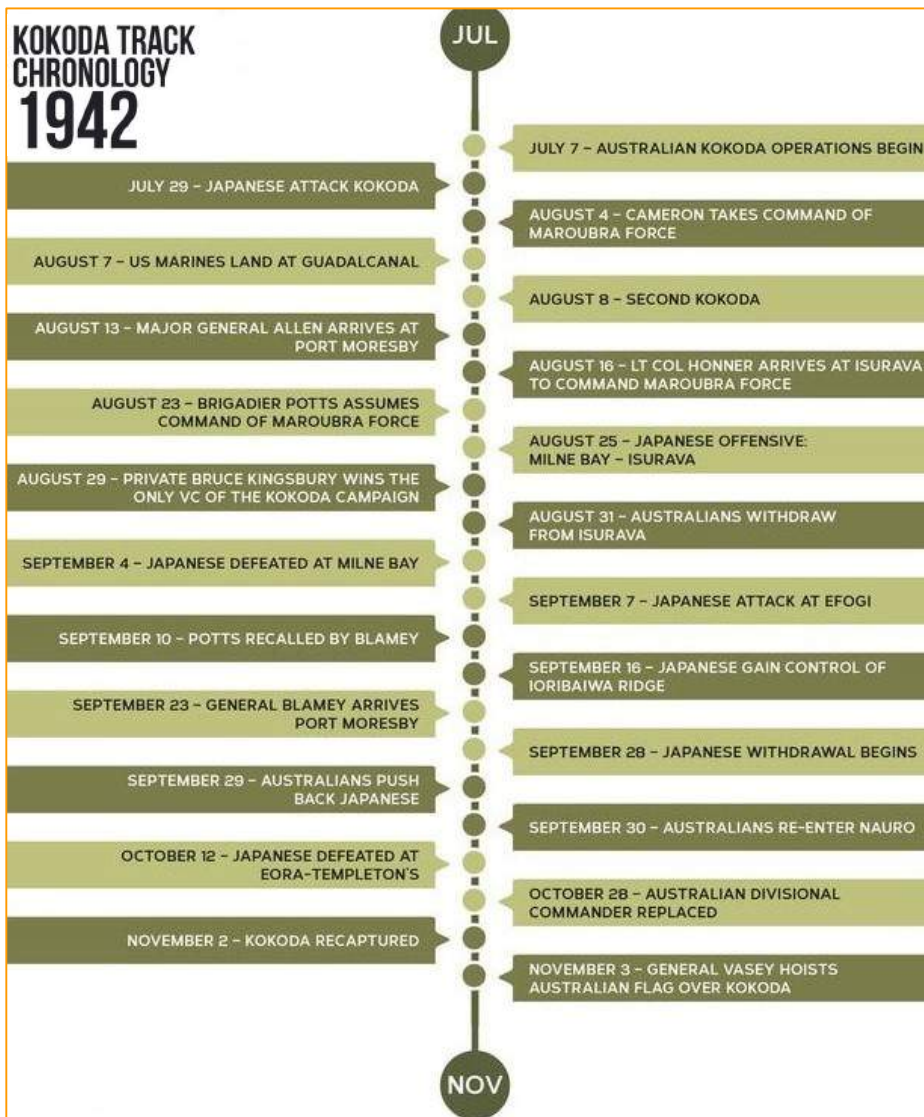 KOKODA TRACK
CHRONOLOGY
1942
JUL
JULY 7 – AUSTRALIAN KOKODA OPERATIONS BEGIN
JULY 29 – JAPANESE ATTACK KOKODA
AUGUST 4 – CAMERON TAKES COMMAND OF
MAROUBRA FORCE
AUGUST 7 – US MARINES LAND AT GUADALCANAL
AUGUST 8 – SECOND KOKODA
AUGUST 13 – MAJOR GENERAL ALLEN ARRIVES AT
PORT MORESBY
AUGUST 16 – LT COL HONNER ARRIVES AT ISURAVA
TO COMMAND MAROUBRA FORCE
AUGUST 23 – BRIGADIER POTTS ASSUMES
COMMAND OF MAROUBRA FORCE
AUGUST 25 – JAPANESE OFFENSIVE:
MILNE BAY – ISURAVA
AUGUST 29 – PRIVATE BRUCE KINGSBURY WINS THE
ONLY VC OF THE KOKODA CAMPAIGN
AUGUST 31 – AUSTRALIANS WITHDRAW
FROM ISURAVA
SEPTEMBER 4 – JAPANESE DEFEATED AT MILNE BAY
SEPTEMBER 7 – JAPANESE ATTACK AT EFOGI
SEPTEMBER 10 – POTTS RECALLED BY BLAMEY
SEPTEMBER 16 – JAPANESE GAIN CONTROL OF
IORIBAIWA RIDGE
SEPTEMBER 23 – GENERAL BLAMEY ARRIVES
PORT MORESBY
SEPTEMBER 28 – JAPANESE WITHDRAWAL BEGINS
SEPTEMBER 29 – AUSTRALIANS PUSH
BACK JAPANESE
SEPTEMBER 30 – AUSTRALIANS RE-ENTER NAURO
OCTOBER 12 – JAPANESE DEFEATED AT
EORA-TEMPLETON'S
OCTOBER 28 – AUSTRALIAN DIVISIONAL
COMMANDER REPLACED
NOVEMBER 2 – KOKODA RECAPTURED
NOVEMBER 3 – GENERAL VASEY HOISTS
AUSTRALIAN FLAG OVER KOKODA
NOV